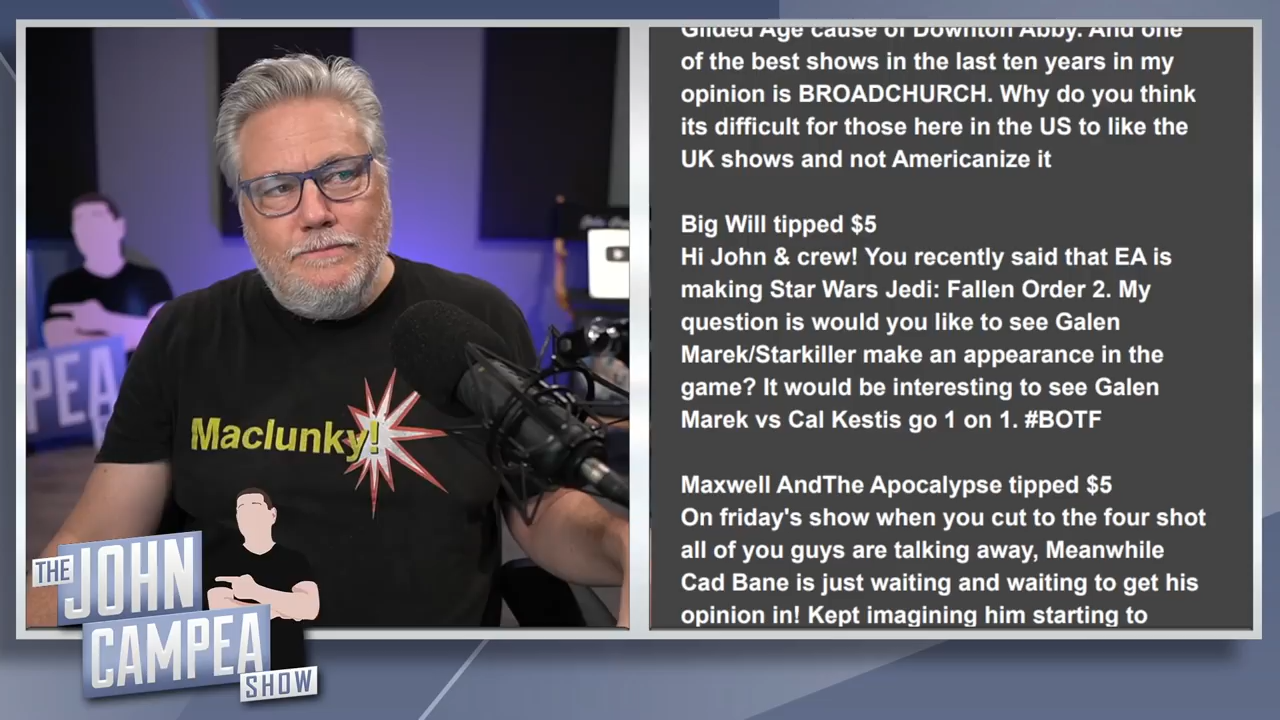 Gilded Age cause of Downton Abby. And one
of the best shows in the last ten years in my
opinion is BROADCHURCH. Why do you think
its difficult for those here in the US to like the
UK shows and not Americanize it
Big Will tipped $5
Hi John & crew! You recently said that EA is
making Star Wars Jedi: Fallen Order 2. My
question is would you like to see Galen
Marek/Starkiller make an appearance in the
game? It would be interesting to see Galen
Marek vs Cal Kestis go 1 on 1. #BOTF
Maxwell AndThe Apocalypse tipped $5
On friday's show when you cut to the four shot
all of you guys are talking away, Meanwhile
Cad Bane is just waiting and waiting to get his
opinion in! Kept imagining him starting to
PEA
Maclunky!
THE
JOHN
CAMPEA
SHOW